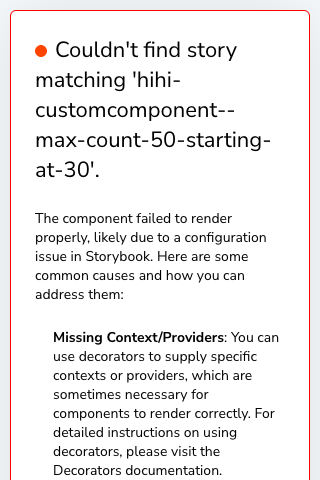 Couldn't find story
matching 'hihi-
customcomponent--
max-count-50-starting-
at-30'.
The component failed to render
properly, likely due to a configuration
issue in Storybook. Here are some
common causes and how you can
address them:
Missing Context/Providers: You can
use decorators to supply specific
contexts or providers, which are
sometimes necessary for
components to render correctly. For
detailed instructions on using
decorators, please visit the
Decorators documentation.